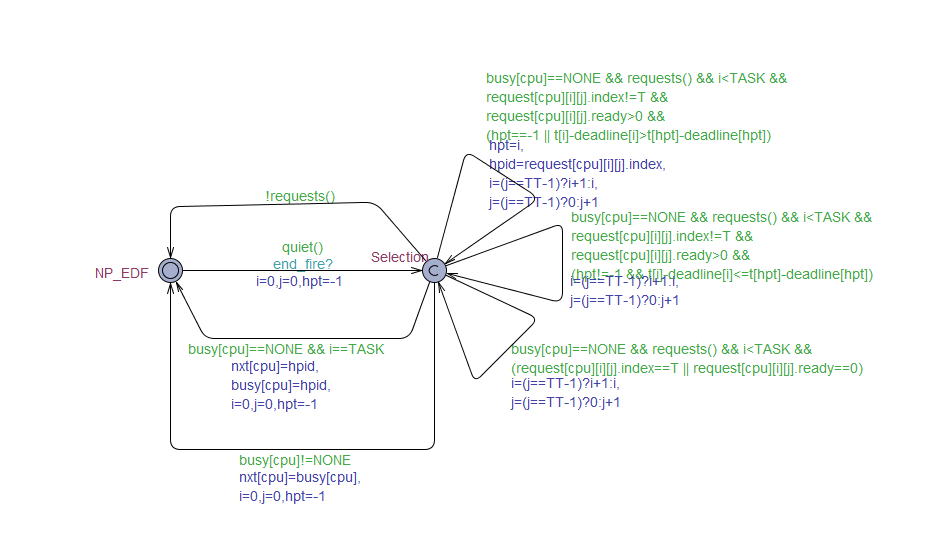 busy[cpu]==NONE && requests() && i<TASK &&
request[cpu][i][j].index!=T &&
request[cpu][i][j].ready>0 &&
(hpt==-1 || t[i]-deadline[i]>t[hpt]-deadline[hpt])
hpt=i,
hpid=request[cpu][i][j].index,
i=(j==TT-1)?i+1:i,
j=(j==TT-1)?0:j+1
!requests()
busy[cpu]==NONE && requests() && i<TASK &&
request[cpu][i][j].index!=T &&
request[cpu][i][j].ready>0 &&
(hpt!=-1 && t[i]-deadline[i]<=t[hpt]-deadline[hpt])
i=(j==TT-1)?i+1:i,
j=(j==TT-1)?0:j+1
quiet()
end_fire?
i=0,j=0,hpt=-1
Selection
C
NP_EDF
busy[cpu]==NONE && i==TASK
nxt[cpu]=hpid,
busy[cpu]=hpid,
i=0,j=0,hpt=-1
busy[cpu]==NONE && requests() && i<TASK &&
(request[cpu][i][j].index==T || request[cpu][i][j].ready==0)
i=(j==TT-1)?i+1:i,
j=(j==TT-1)?0:j+1
busy[cpu]!=NONE
nxt[cpu]=busy[cpu],
i=0,j=0,hpt=-1